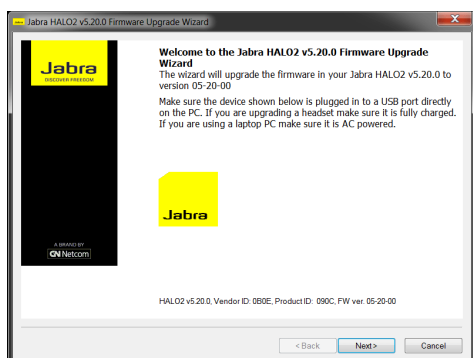 Jabra HALO2 v5.20.0 Firmware Upgrade Wizard
Jabra
DISCOVER FREEDOM
Welcome to the Jabra HALO2 v5.20.0 Firmware Upgrade
Wizard
The wizard will upgrade the firmware in your Jabra HALO2 v5.20.0 to
version 05-20-00
Make sure the device shown below is plugged in to a USB port directly
on the PC. If you are upgrading a headset make sure it is fully charged.
If you are using a laptop PC make sure it is AC powered.
Jabra
A BRAND BY
GN Netcom
HALO2 v5.20.0, Vendor ID: 0B0E, Product ID: 090C, FW ver. 05-20-00
< Back Next > Cancel